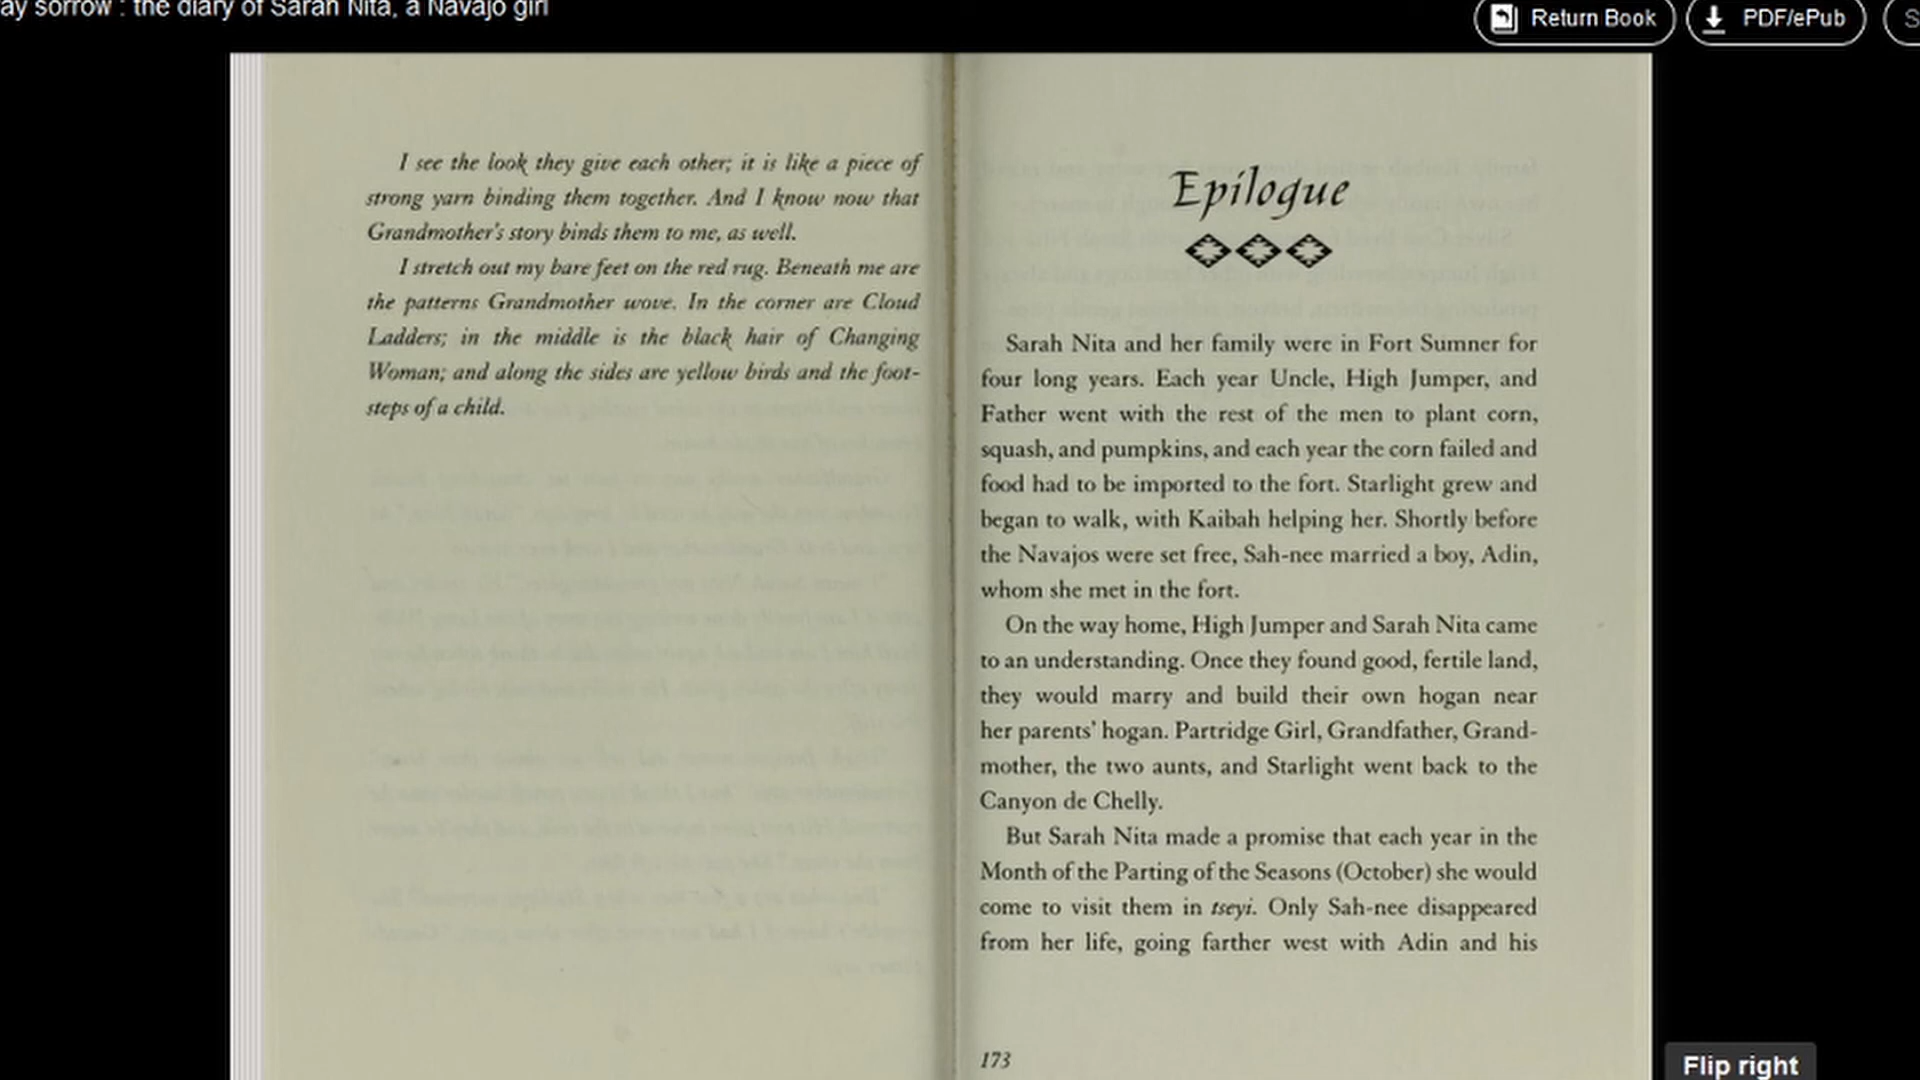 ay sorrow : the diary of Sarah Nita, a Navajo girl
Return Book
PDF/ePub
S
I see the look they give each other; it is like a piece of
strong yarn binding them together. And I know now that
Grandmother's story binds them to me, as well.
I stretch out my bare feet on the red rug. Beneath me are
the patterns Grandmother wove. In the corner are Cloud
Ladders; in the middle is the black hair of Changing
Woman; and along the sides are yellow birds and the foot-
steps of a child.
Epilogue
Sarah Nita and her family were in Fort Sumner for
four long years. Each year Uncle, High Jumper, and
Father went with the rest of the men to plant corn,
squash, and pumpkins, and each year the corn failed and
food had to be imported to the fort. Starlight grew and
began to walk, with Kaibah helping her. Shortly before
the Navajos were set free, Sah-nee married a boy, Adin,
whom she met in the fort.
On the way home, High Jumper and Sarah Nita came
to an understanding. Once they found good, fertile land,
they would marry and build their own hogan near
her parents' hogan. Partridge Girl, Grandfather, Grand-
mother, the two aunts, and Starlight went back to the
Canyon de Chelly.
But Sarah Nita made a promise that each year in the
Month of the Parting of the Seasons (October) she would
come to visit them in tseyi. Only Sah-nee disappeared
from her life, going farther west with Adin and his
173
Flip right